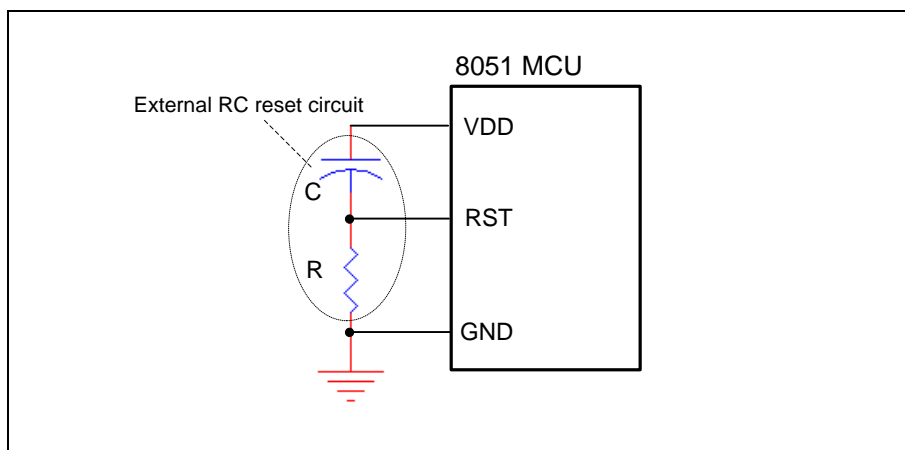 8051 MCU
External RC reset circuit
VDD
C
RST
R
GND